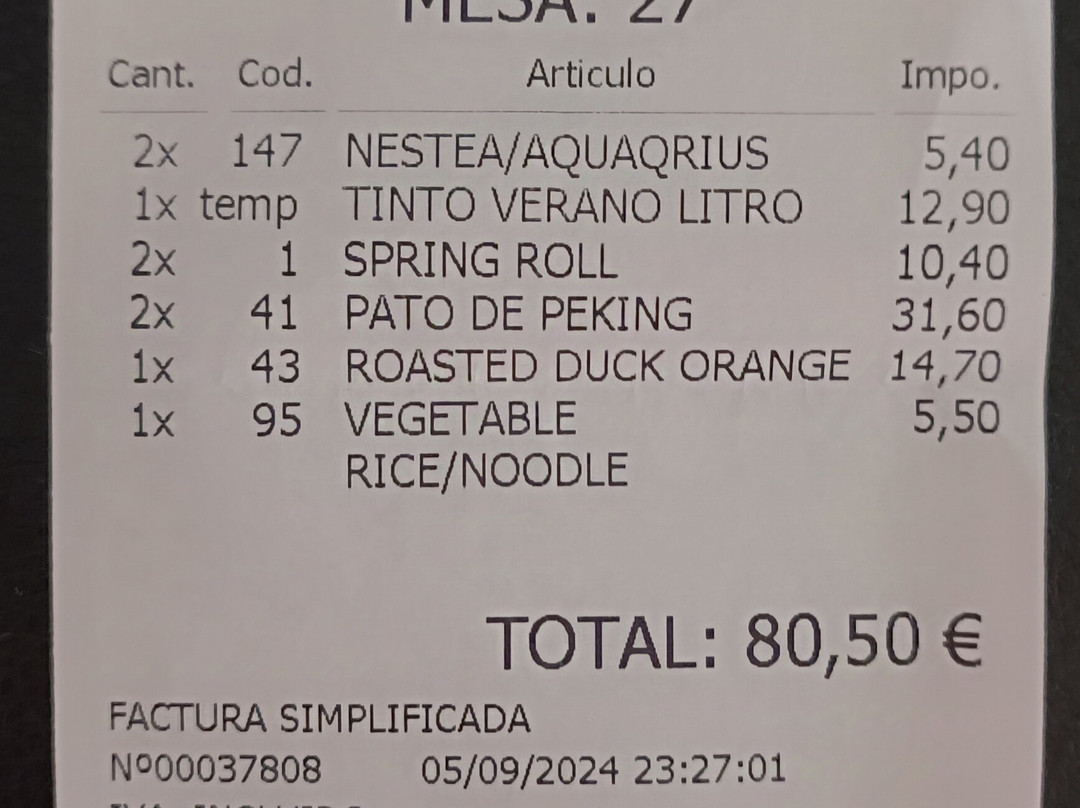 MESA: 27
Cant. Cod. Articulo Impo.
2x 147 NESTEA/AQUAQRIUS 5,40
1x temp TINTO VERANO LITRO 12,90
2x 1 SPRING ROLL 10,40
2x 41 PATO DE PEKING 31,60
1x 43 ROASTED DUCK ORANGE 14,70
1x 95 VEGETABLE 5,50
RICE/NOODLE
TOTAL: 80,50 €
FACTURA SIMPLIFICADA
Nº00037808 05/09/2024 23:27:01